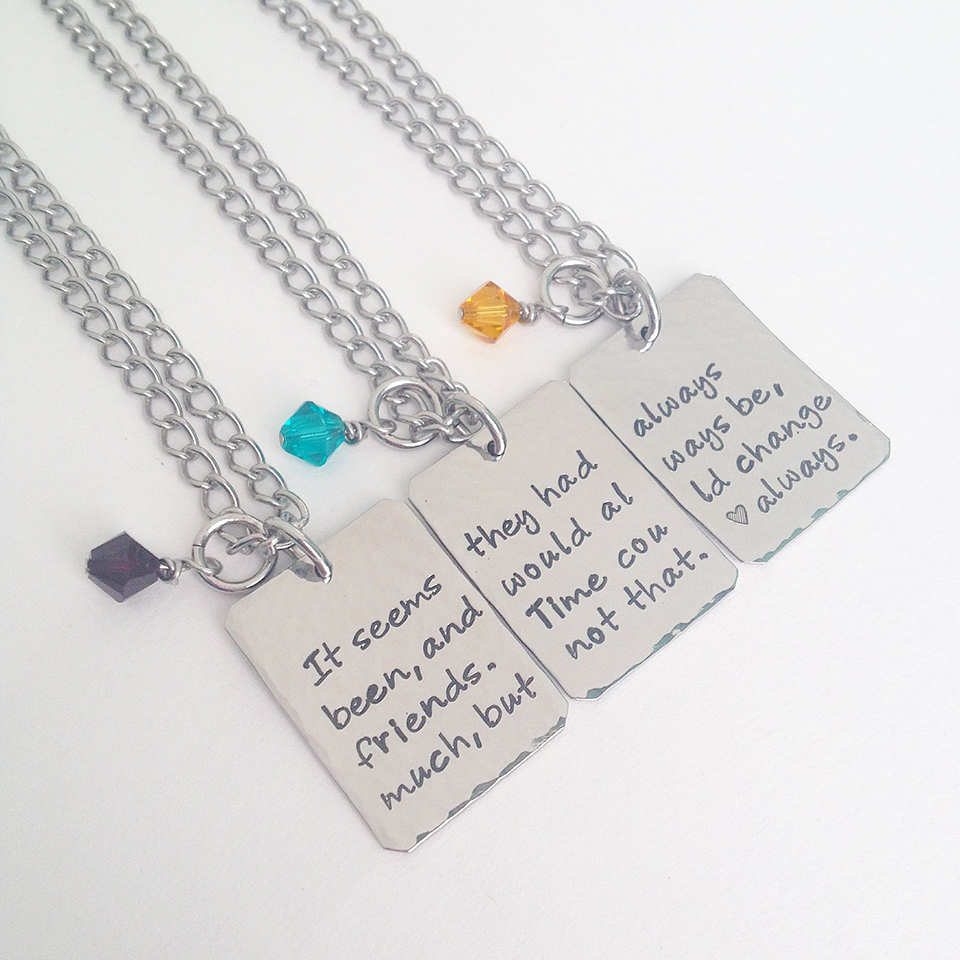 It seems they had always
been, and would al ways be,
friends. Time cou ld change
much, but not that. ♥ always.